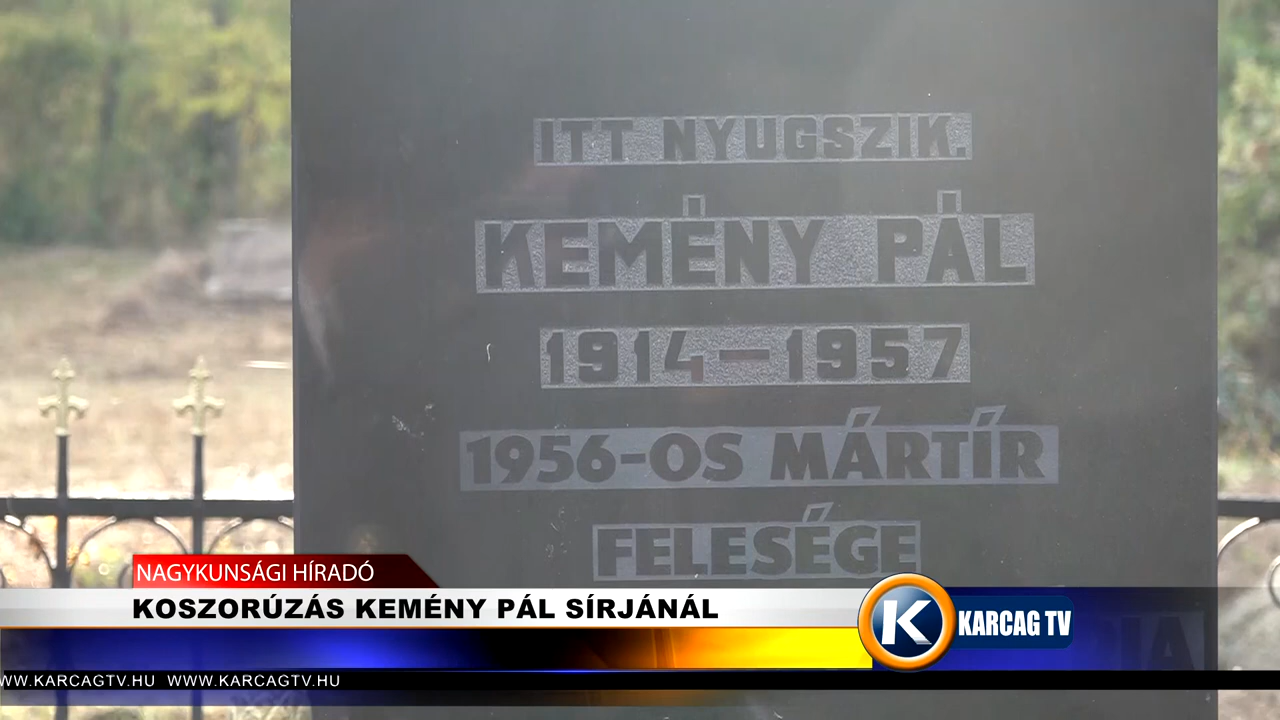 ITT NYUGSZIK.
KEMÉNY PÁL
1914–1957
1956-OS MÁRTÍR
FELESÉGE
NAGYKUNSÁGI HÍRADÓ
KOSZORÚZÁS KEMÉNY PÁL SÍRJÁNÁL
K KARCAG TV
WW.KARCAGTV.HU WWW.KARCAGTV.HU